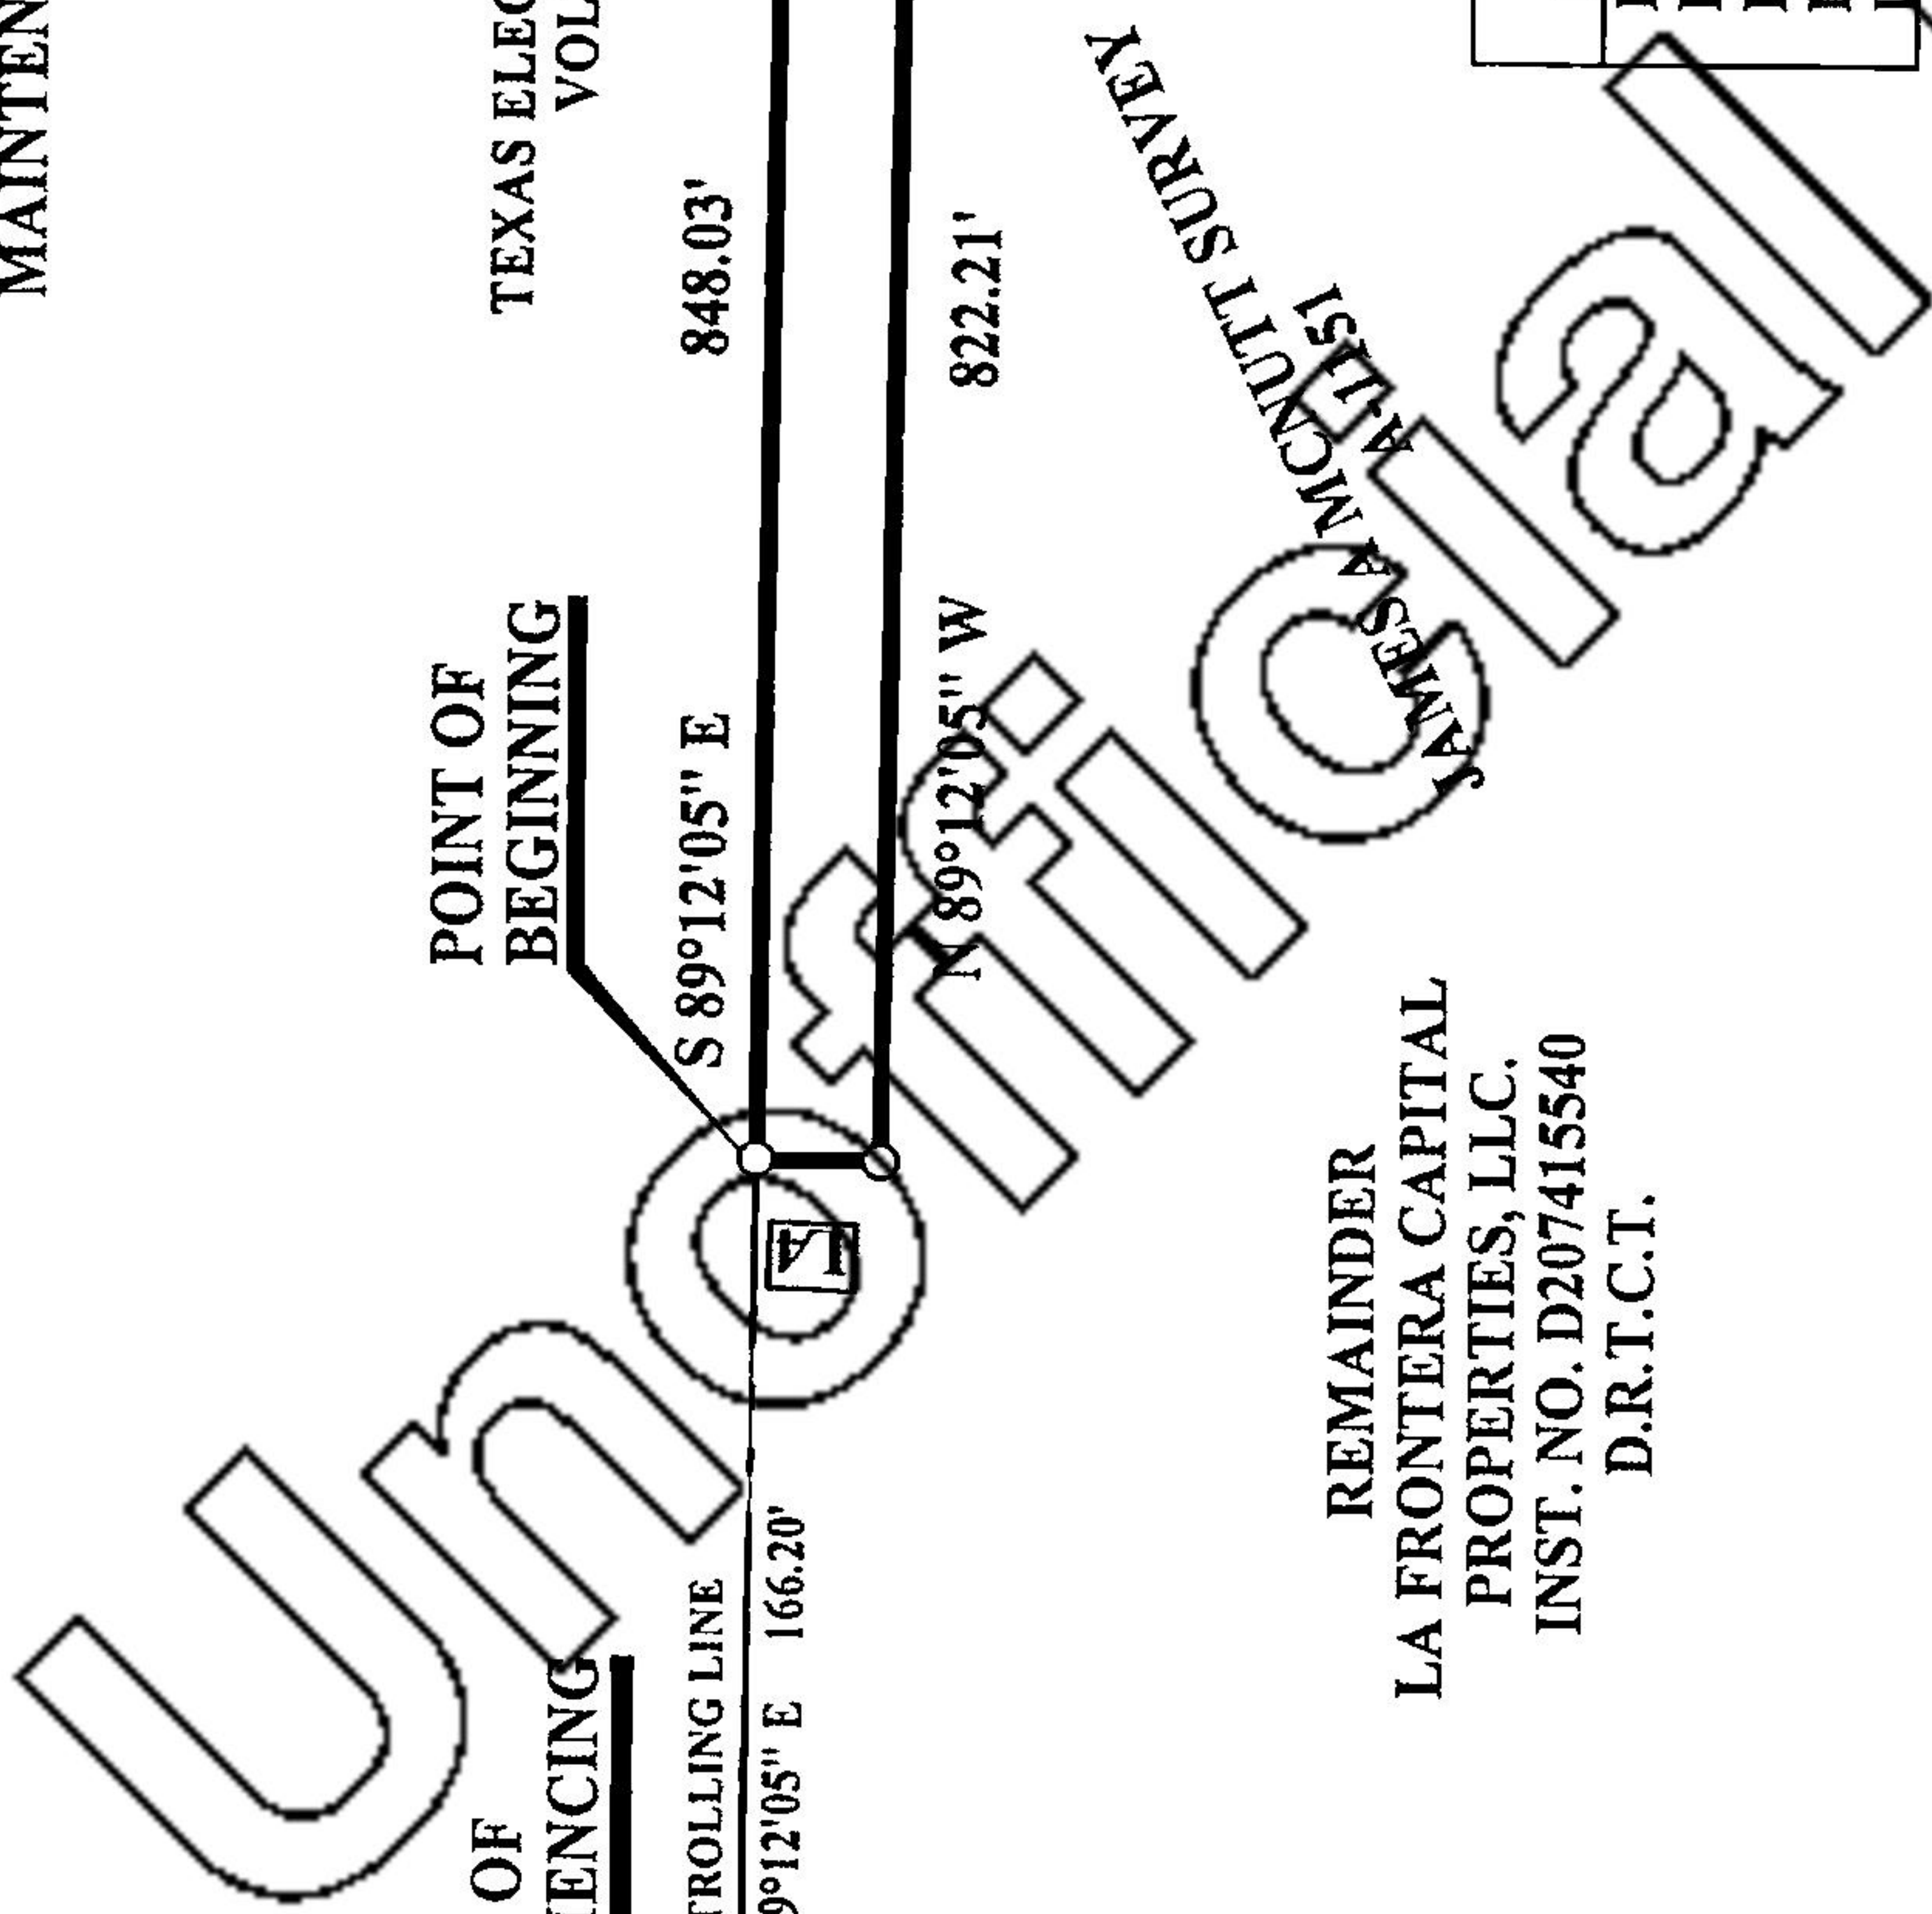 MAINTEN
TEXAS ELEC
VOL
848.03'
822.21'
JAMES A MCNUTT SURVEY
A-1151
POINT OF
BEGINNING
S 89°12'05" E
N 89°12'05" W
L4
REMAINDER
LA FRONTERA CAPITAL
PROPERTIES, LLC.
INST. NO. D207415540
D.R.T.C.T.
OF
MENCING
TROLLING LINE
9°12'05" E 166.20'
Unofficial